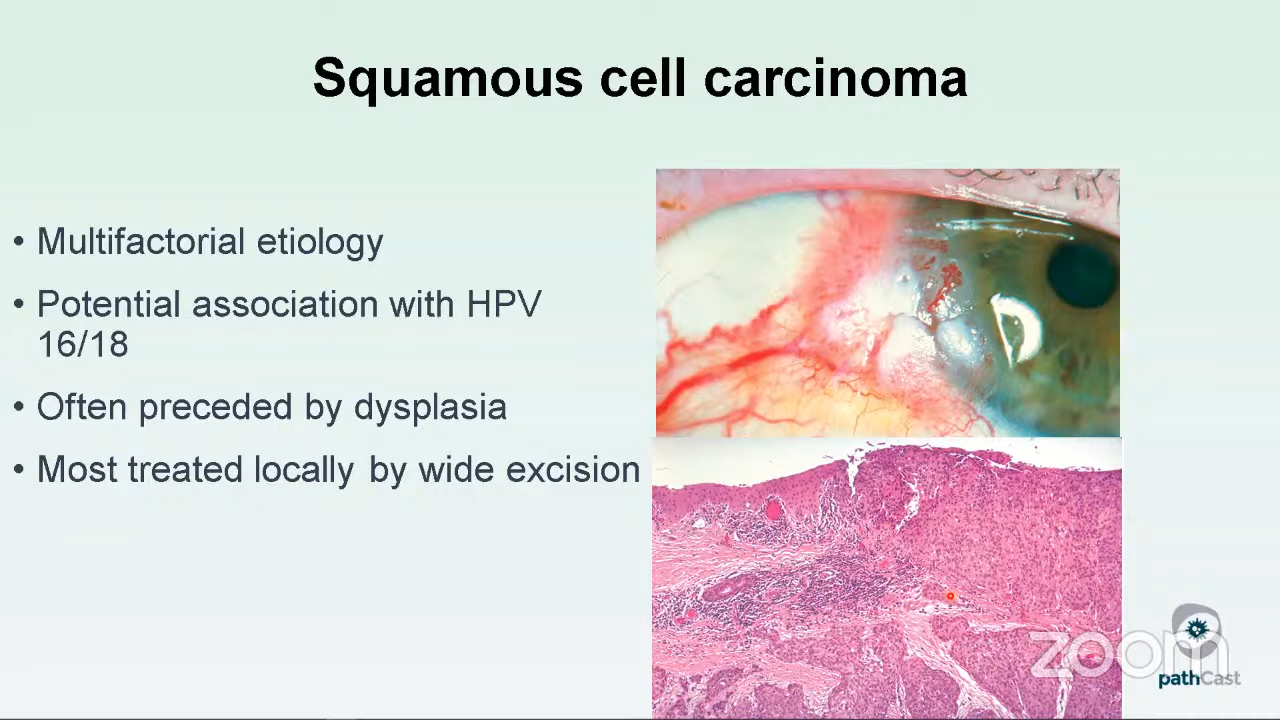 Squamous cell carcinoma
• Multifactorial etiology
• Potential association with HPV
16/18
• Often preceded by dysplasia
• Most treated locally by wide excision
zoom
pathCast